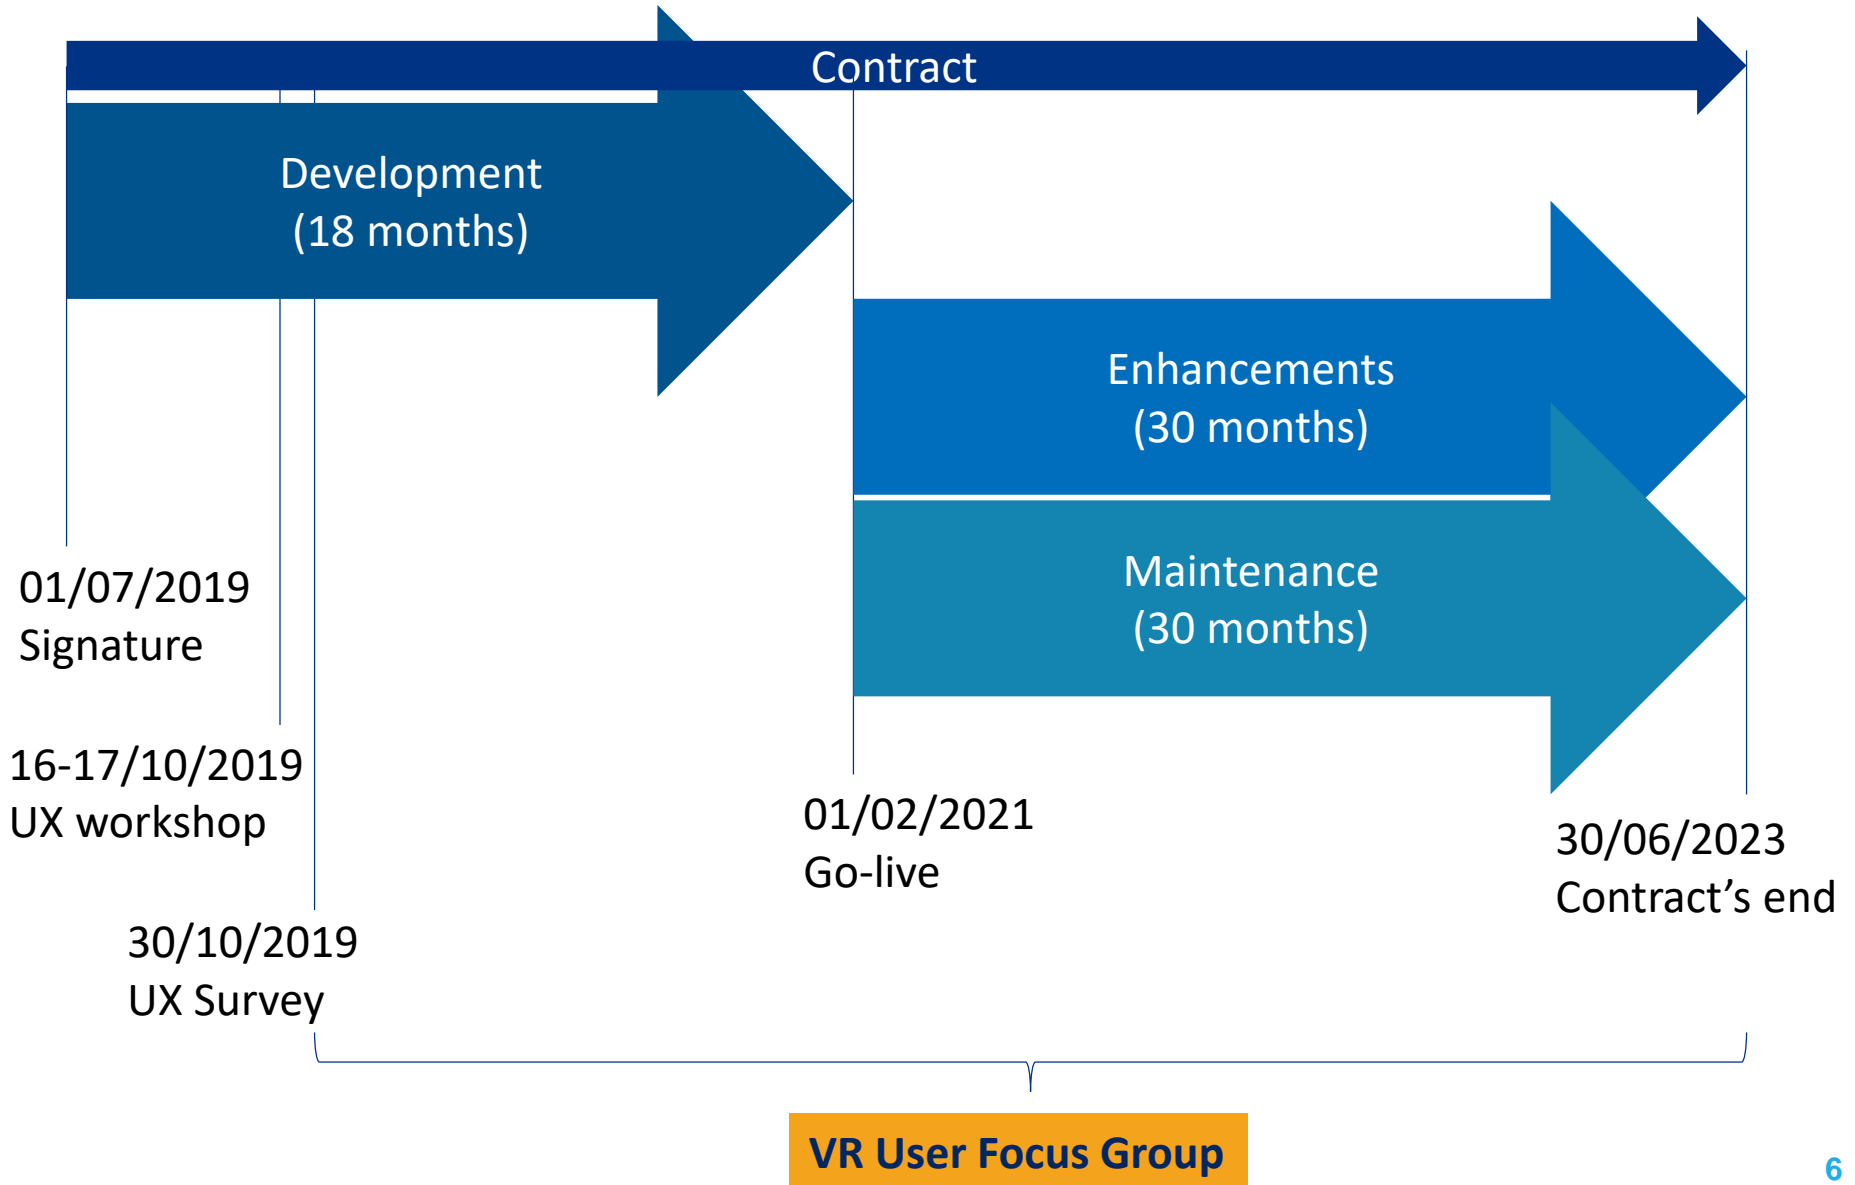 Contract
Development
(18 months)
Enhancements
(30 months)
Maintenance
(30 months)
01/07/2019
Signature
16-17/10/2019
UX workshop
30/10/2019
UX Survey
01/02/2021
Go-live
30/06/2023
Contract’s end
VR User Focus Group
6